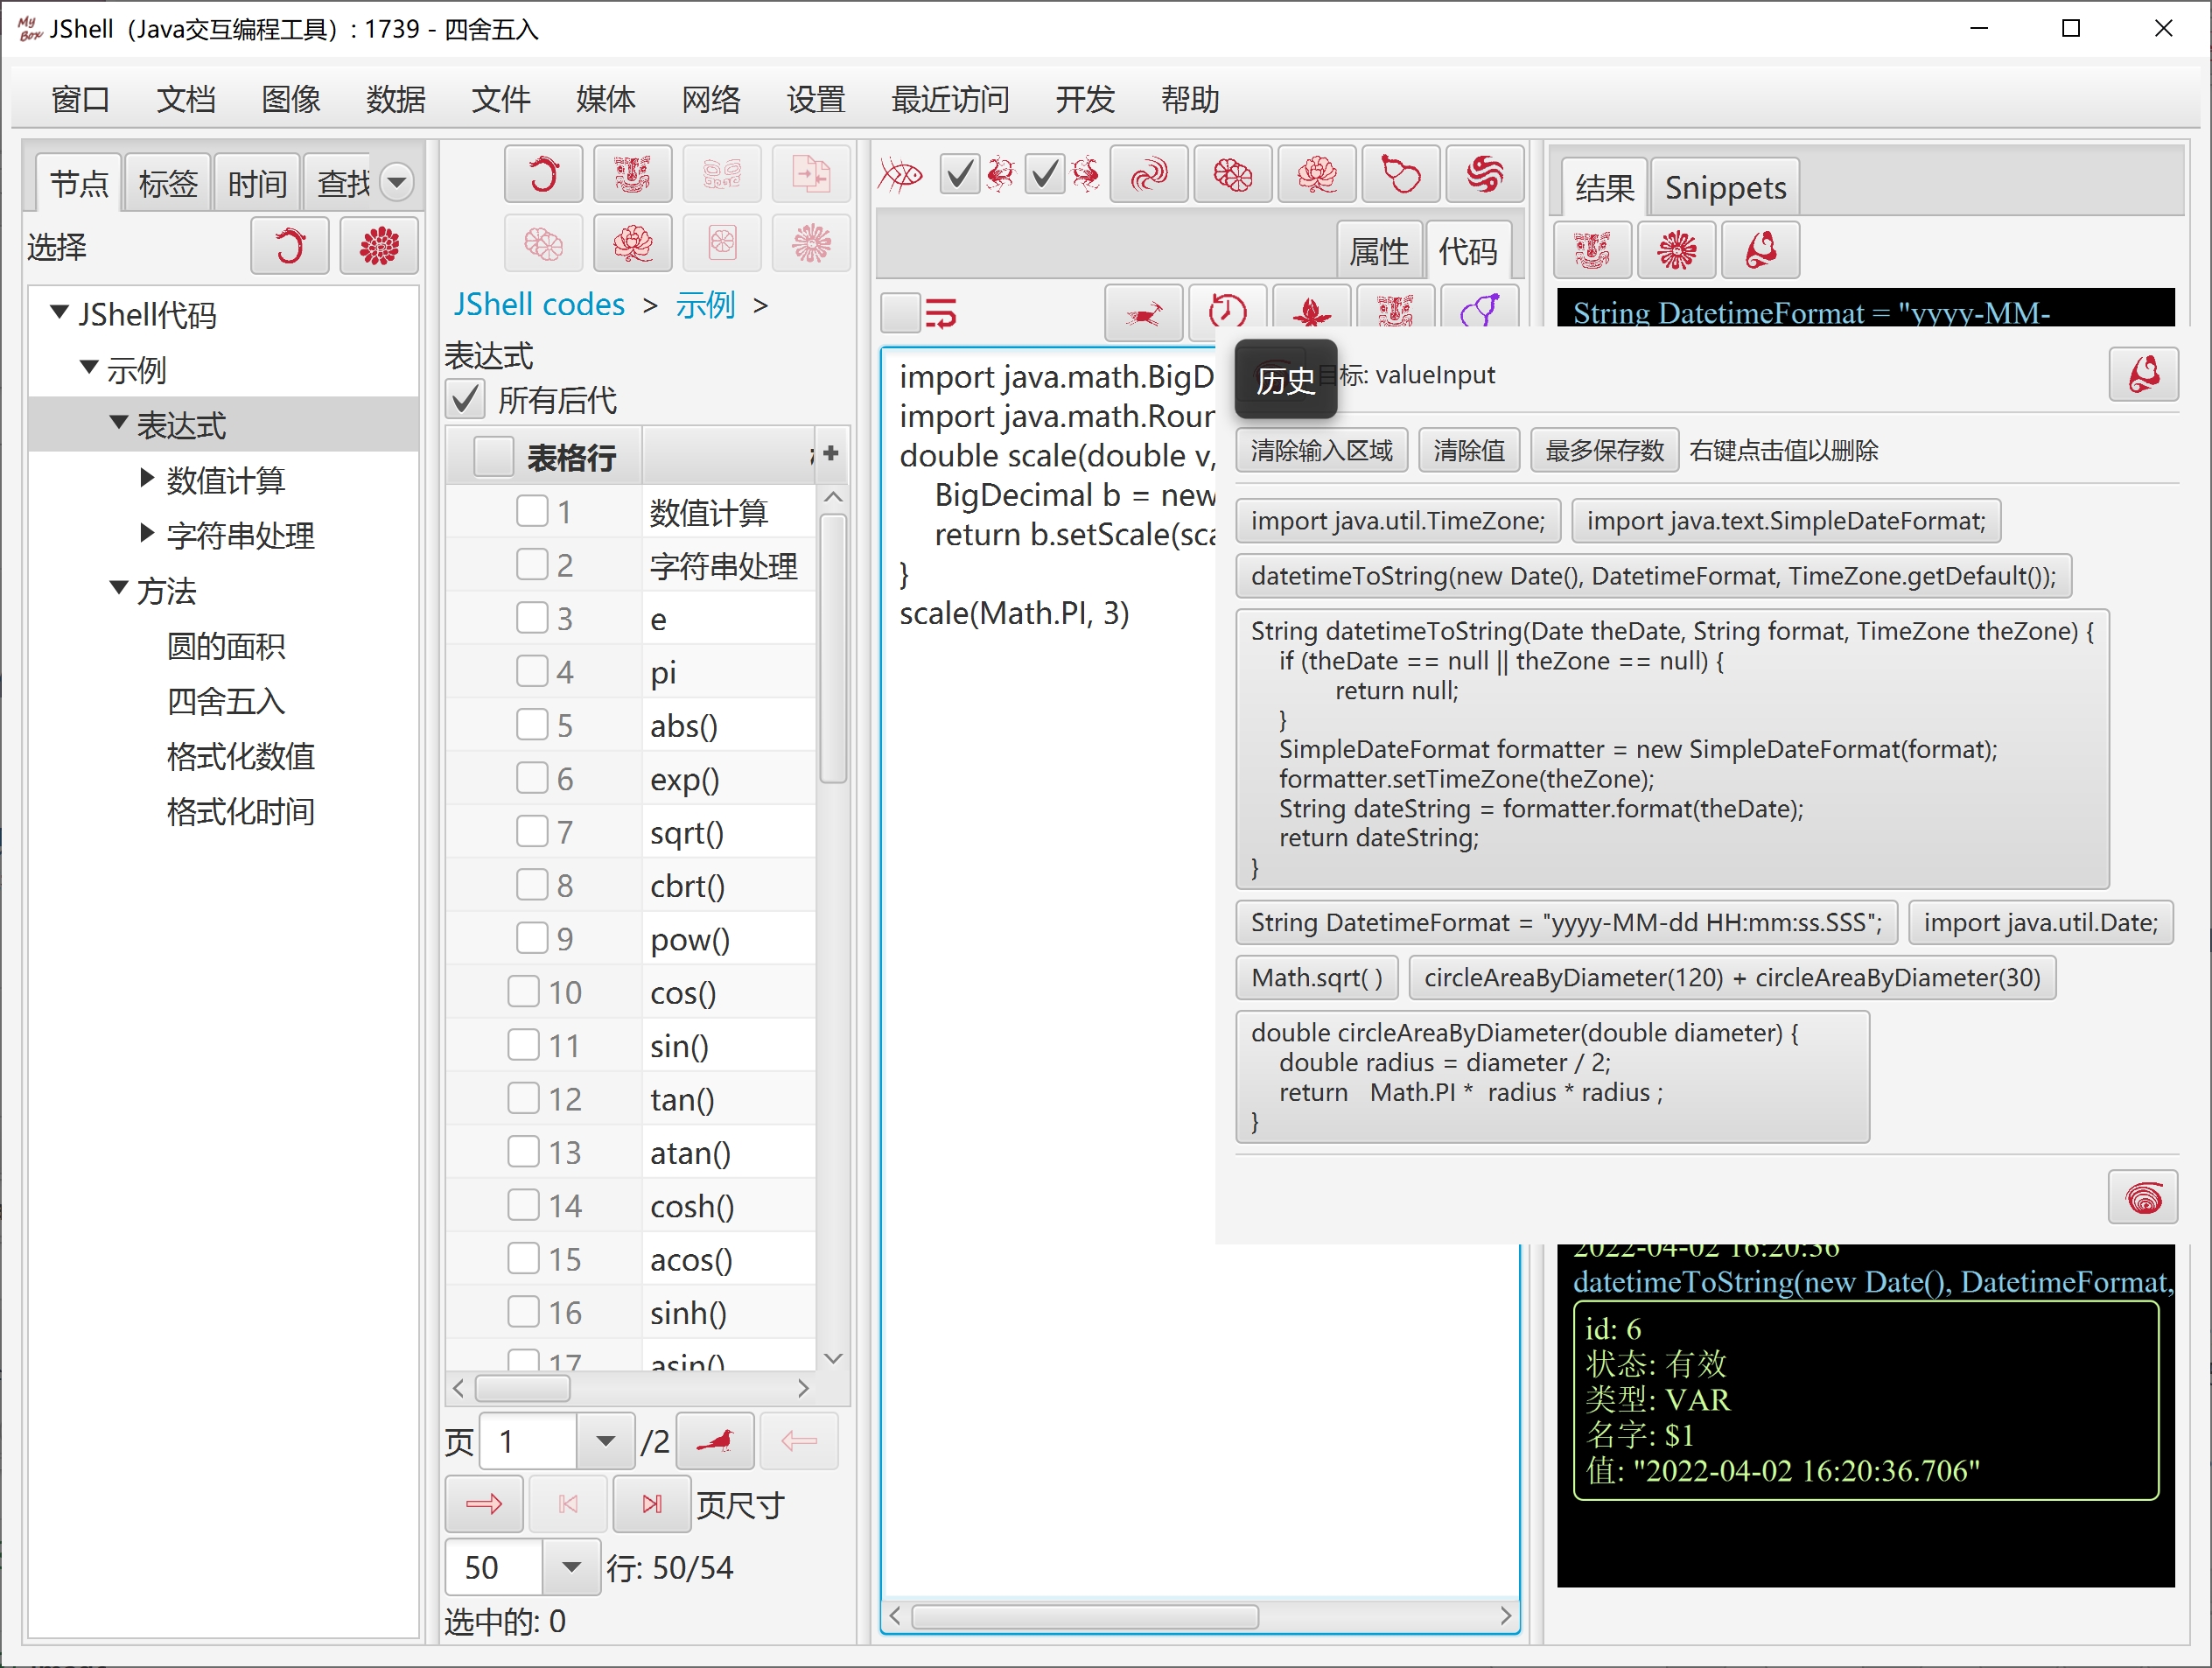 My Box JShell（Java交互编程工具）: 1739 - 四舍五入
窗口 文档 图像 数据 文件 媒体 网络 设置 最近访问 开发 帮助
节点 标签 时间 查找
选择
JShell代码
示例
表达式
数值计算
字符串处理
方法
圆的面积
四舍五入
格式化数值
格式化时间
JShell codes > 示例 >
表达式
所有后代
表格行
1 数值计算
2 字符串处理
3 e
4 pi
5 abs()
6 exp()
7 sqrt()
8 cbrt()
9 pow()
10 cos()
11 sin()
12 tan()
13 atan()
14 cosh()
15 acos()
16 sinh()
17 asin()
页 1 /2
页尺寸
50 行: 50/54
选中的: 0
属性 代码
import java.math.BigD
import java.math.Roun
double scale(double v,
BigDecimal b = new
return b.setScale(sca
}
scale(Math.PI, 3)
结果 Snippets
String DatetimeFormat = "yyyy-MM-
历史 目标: valueInput
清除输入区域 清除值 最多保存数 右键点击值以删除
import java.util.TimeZone; import java.text.SimpleDateFormat;
datetimeToString(new Date(), DatetimeFormat, TimeZone.getDefault());
String datetimeToString(Date theDate, String format, TimeZone theZone) {
if (theDate == null || theZone == null) {
return null;
}
SimpleDateFormat formatter = new SimpleDateFormat(format);
formatter.setTimeZone(theZone);
String dateString = formatter.format(theDate);
return dateString;
}
String DatetimeFormat = "yyyy-MM-dd HH:mm:ss.SSS"; import java.util.Date;
Math.sqrt( ) circleAreaByDiameter(120) + circleAreaByDiameter(30)
double circleAreaByDiameter(double diameter) {
double radius = diameter / 2;
return Math.PI * radius * radius ;
}
2022-04-02 16:20:36
datetimeToString(new Date(), DatetimeFormat,
id: 6
状态: 有效
类型: VAR
名字: $1
值: "2022-04-02 16:20:36.706"